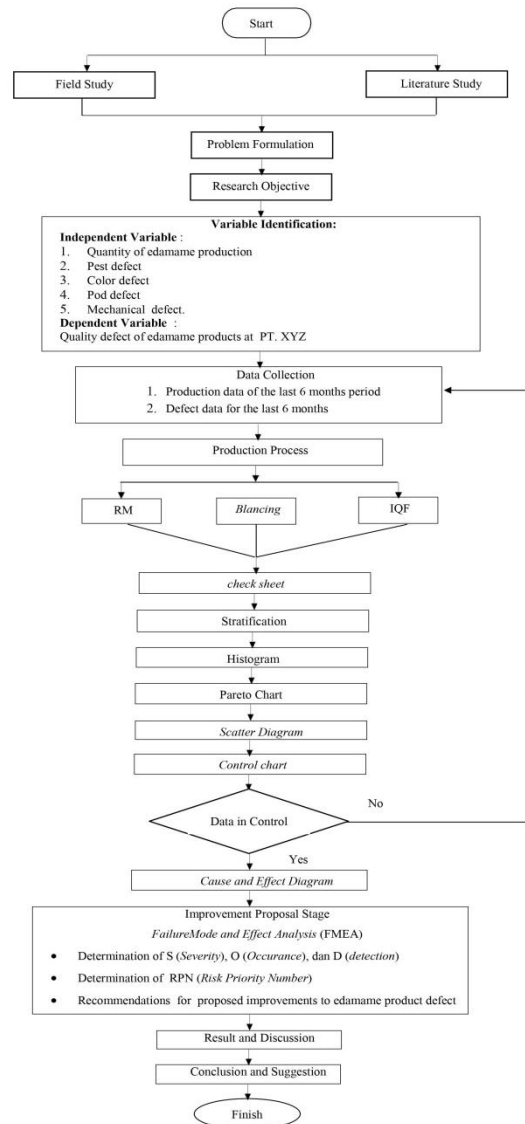 Start
Field Study
Literature Study
Problem Formulation
Research Objective
Variable Identification:
Independent Variable :
1. Quantity of edamame production
2. Pest defect
3. Color defect
4. Pod defect
5. Mechanical defect.
Dependent Variable :
Quality defect of edamame products at PT. XYZ
Data Collection
1. Production data of the last 6 months period
2. Defect data for the last 6 months
Production Process
RM
Blancing
IQF
check sheet
Stratification
Histogram
Pareto Chart
Scatter Diagram
Control chart
Data in Control
No
Yes
Cause and Effect Diagram
Improvement Proposal Stage
FailureMode and Effect Analysis (FMEA)
• Determination of S (Severity), O (Occurance), dan D (detection)
• Determination of RPN (Risk Priority Number)
• Recommendations for proposed improvements to edamame product defect
Result and Discussion
Conclusion and Suggestion
Finish